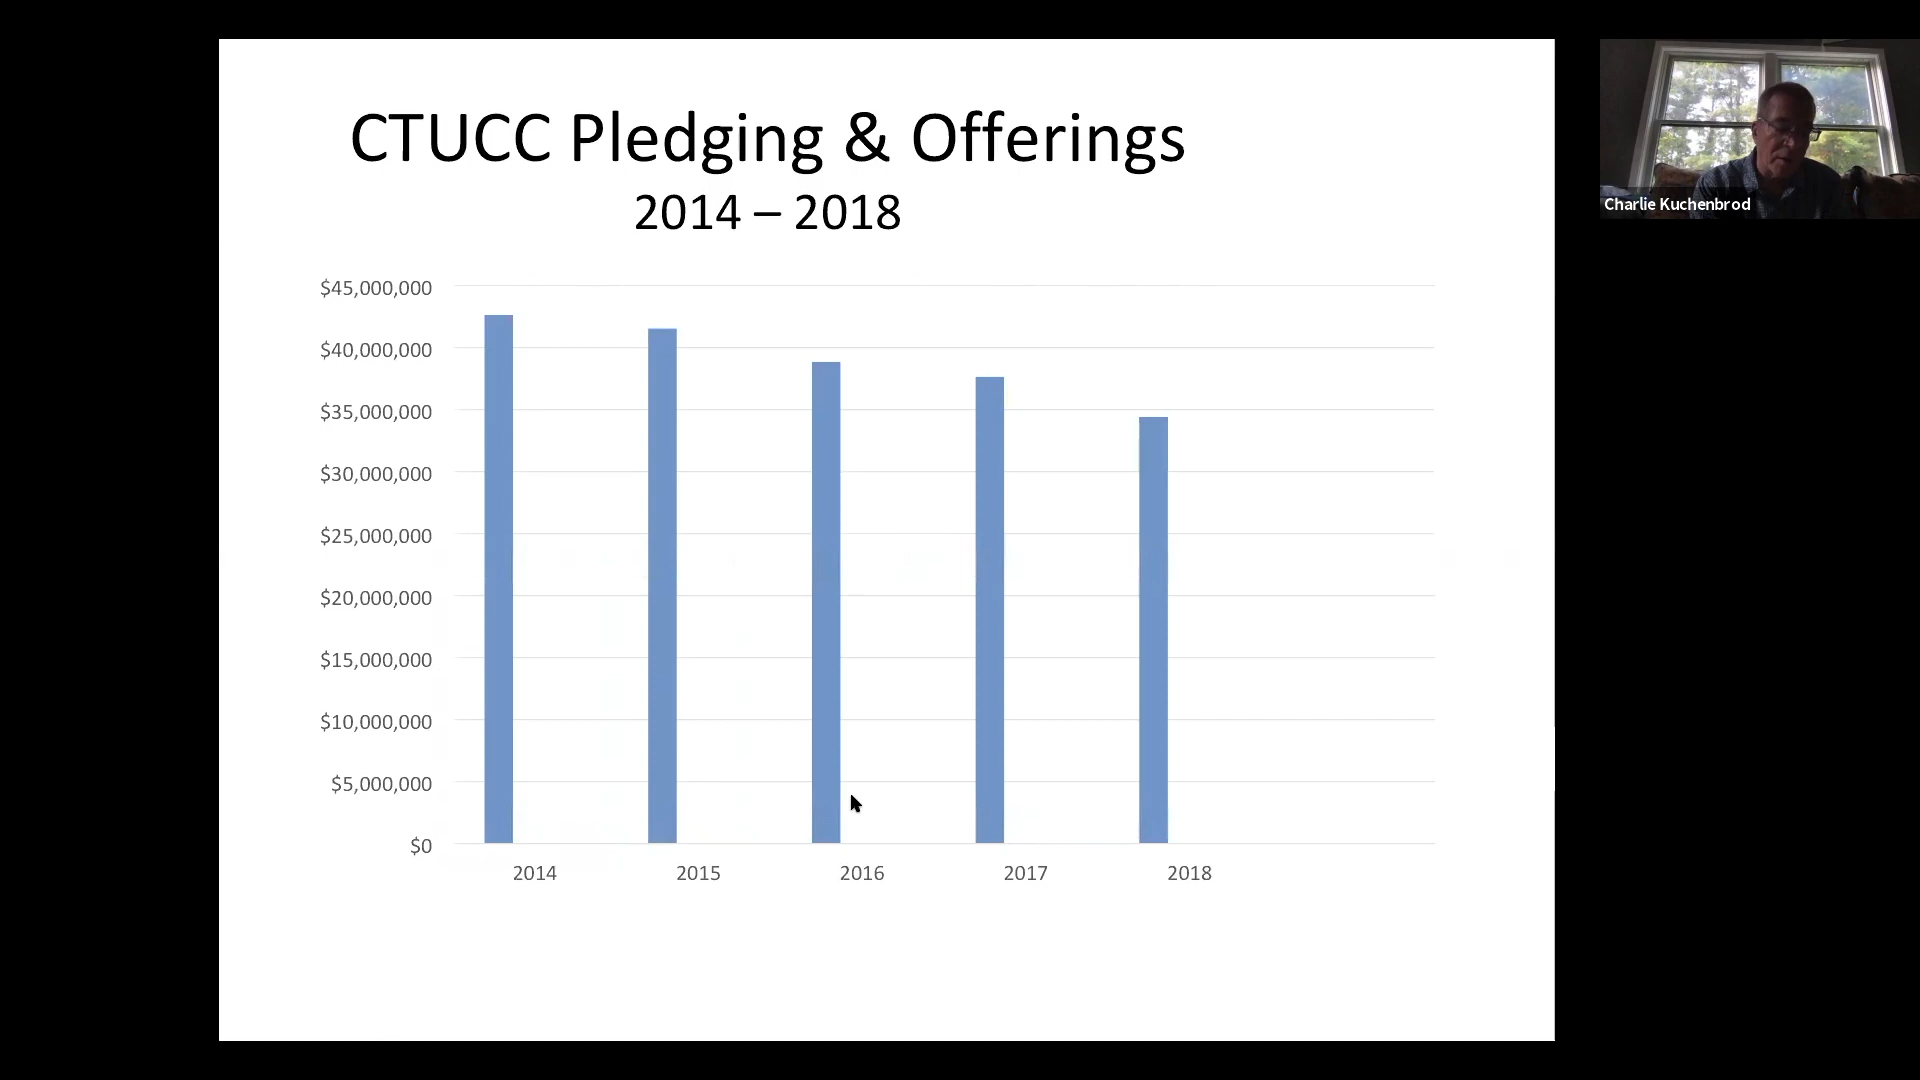 CTUCC Pledging & Offerings
2014 – 2018
$45,000,000
$40,000,000
$35,000,000
$30,000,000
$25,000,000
$20,000,000
$15,000,000
$10,000,000
$5,000,000
$0
2014 2015 2016 2017 2018
Charlie Kuchenbrod